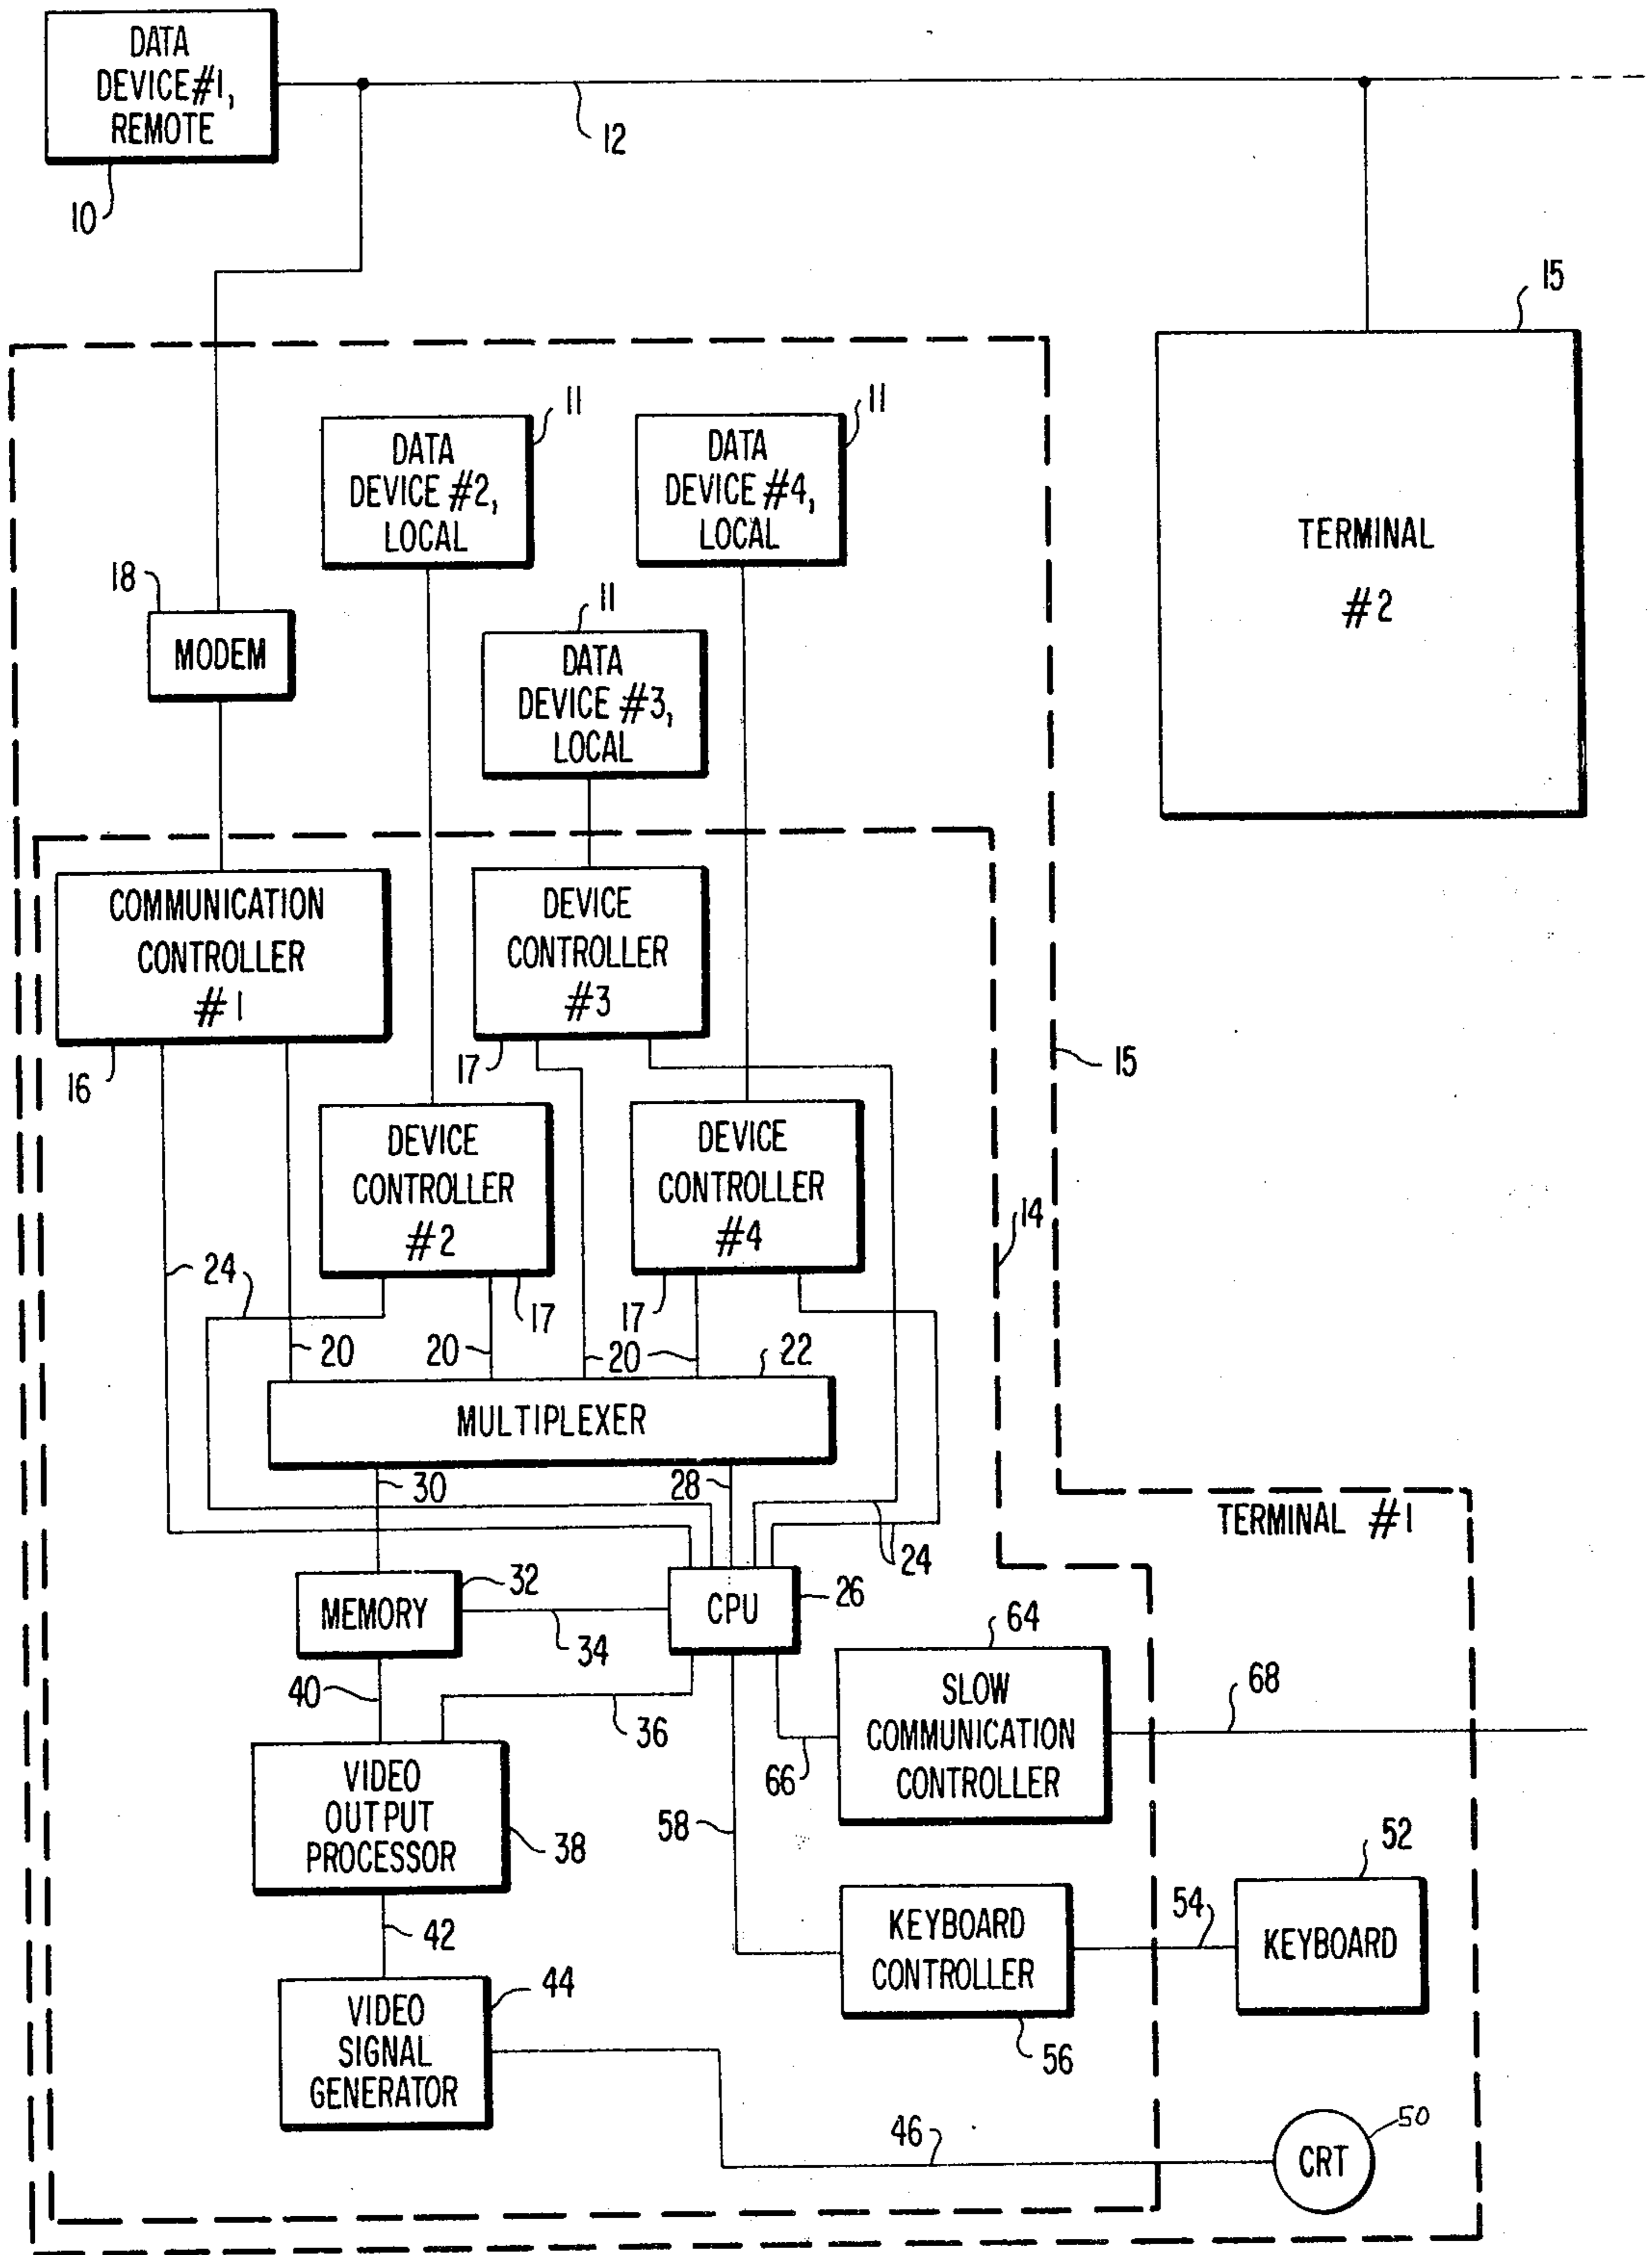 DATA
DEVICE #1,
REMOTE
10
12
15
TERMINAL
#2
11
DATA
DEVICE #2,
LOCAL
11
DATA
DEVICE #4,
LOCAL
18
MODEM
11
DATA
DEVICE #3,
LOCAL
COMMUNICATION
CONTROLLER
#1
16
DEVICE
CONTROLLER
#3
17
15
DEVICE
CONTROLLER
#2
17
DEVICE
CONTROLLER
#4
17
14
24
20
20
20
22
MULTIPLEXER
30
28
24
TERMINAL #1
MEMORY
32
34
CPU
26
40
36
64
SLOW
COMMUNICATION
CONTROLLER
66
68
VIDEO
OUTPUT
PROCESSOR
38
58
52
KEYBOARD
CONTROLLER
56
54
KEYBOARD
42
44
VIDEO
SIGNAL
GENERATOR
46
50
CRT